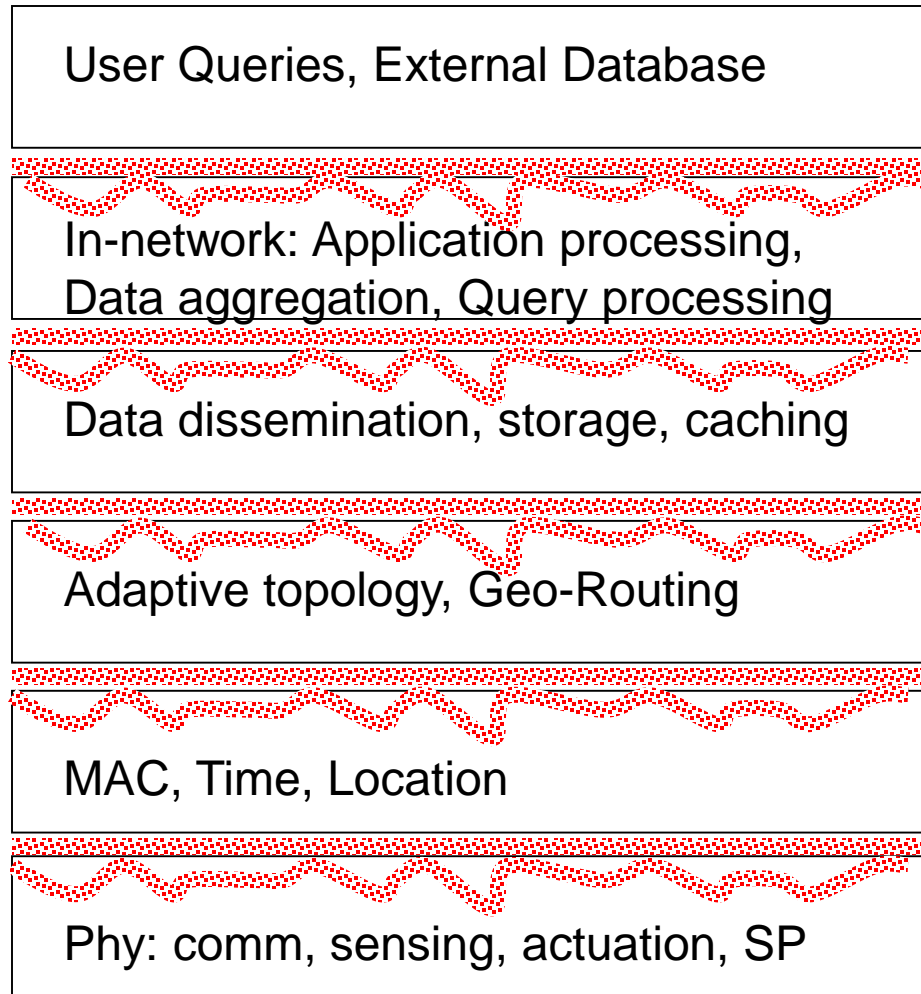 User Queries, External Database
In-network: Application processing,
Data aggregation, Query processing
Data dissemination, storage, caching
Adaptive topology, Geo-Routing
MAC, Time, Location
Phy: comm, sensing, actuation, SP